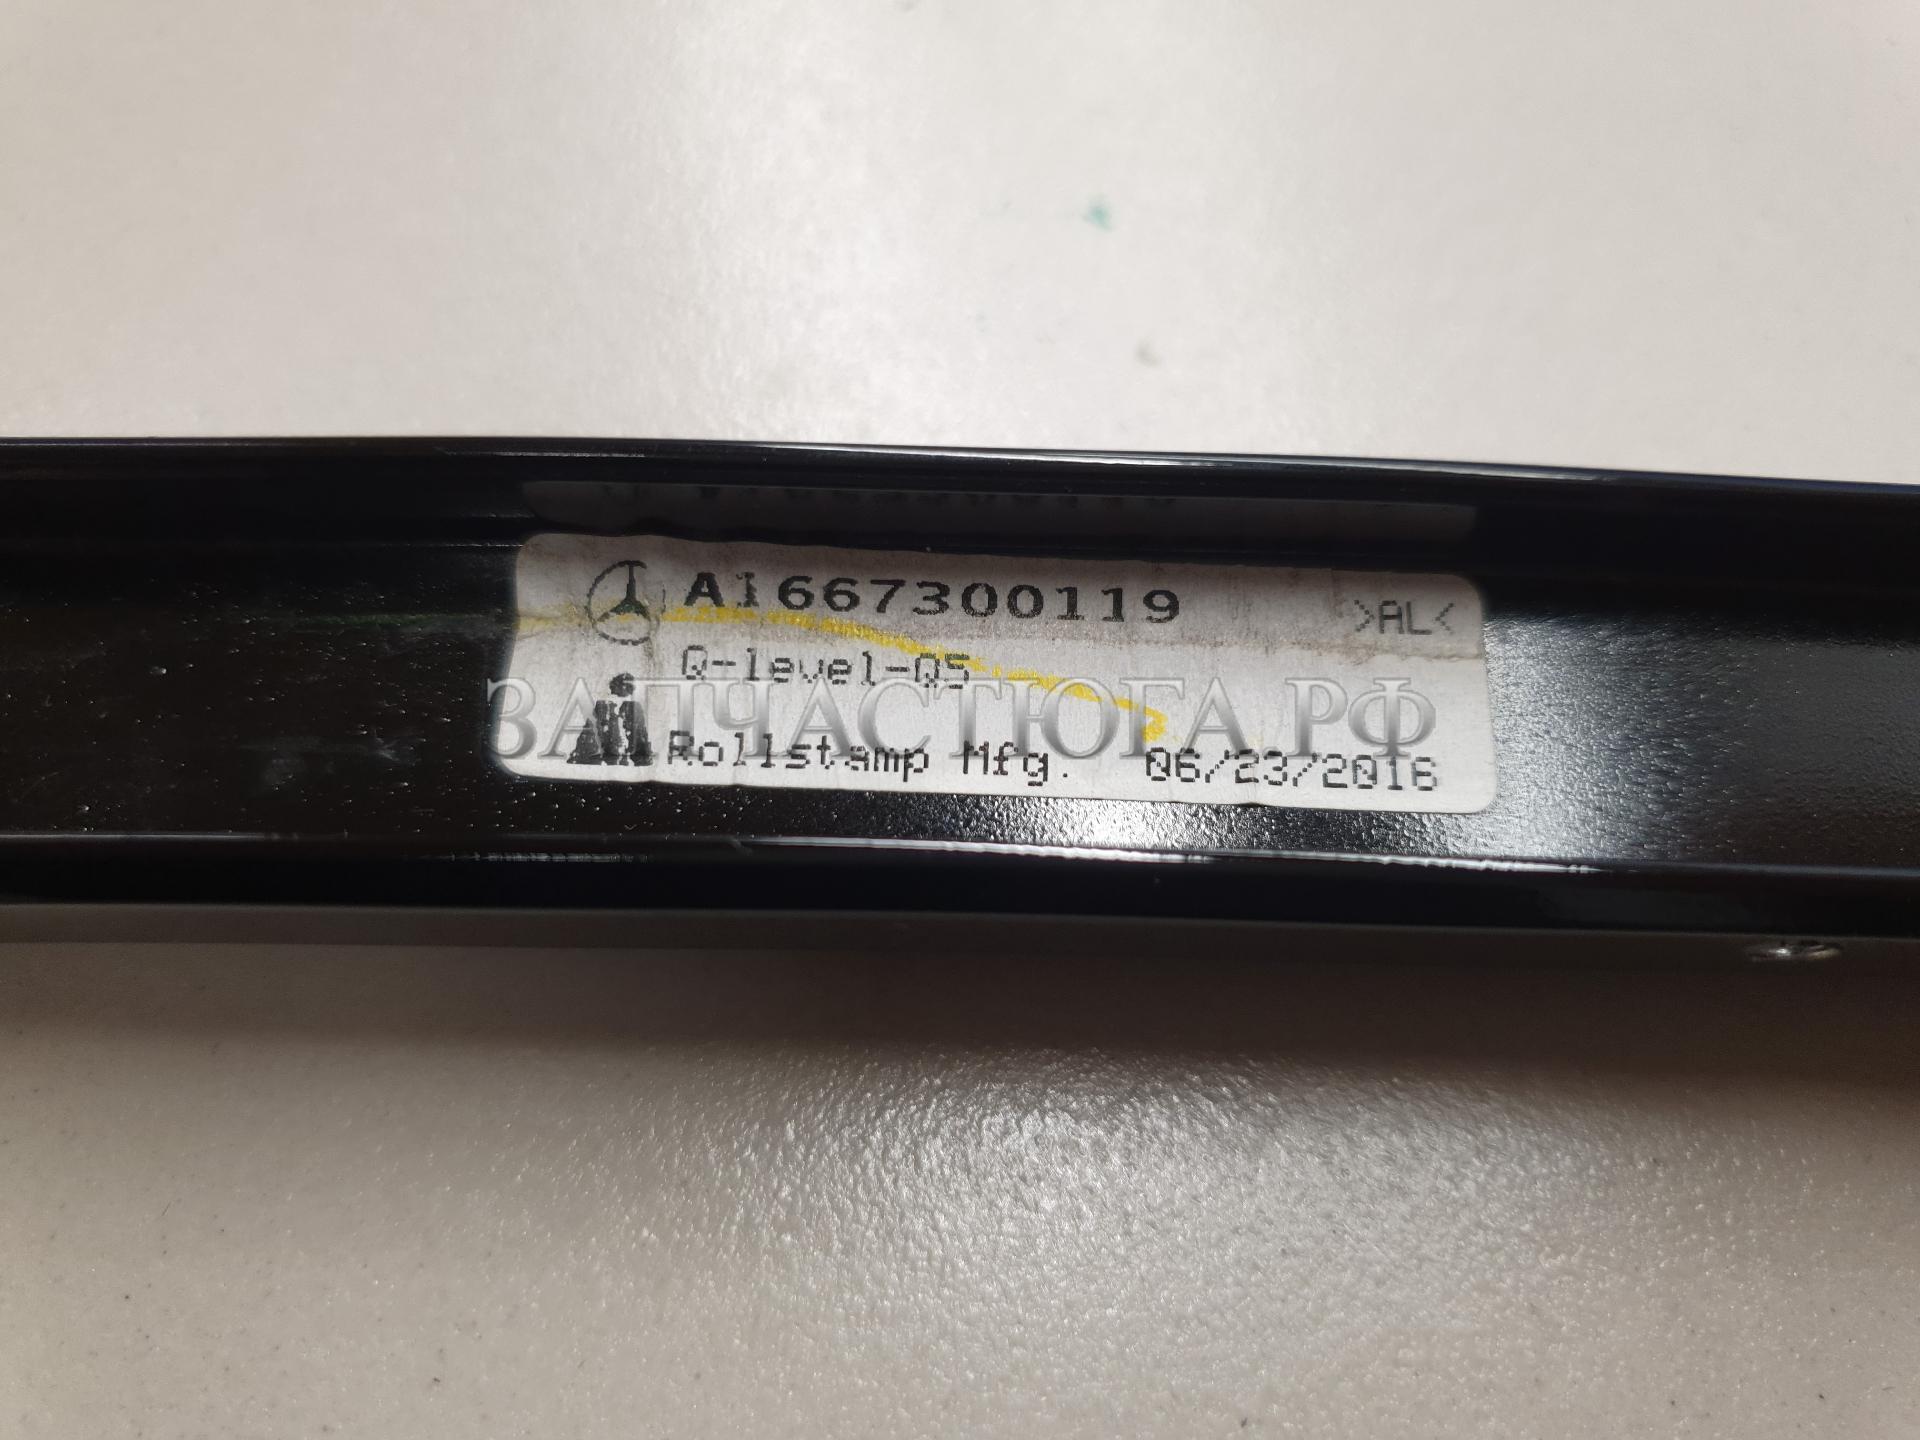 A1667300119 >AL<
Q-level-Q5
ЗАПЧАСТЮГА.РФ
Rollstamp Mfg. 06/23/2016